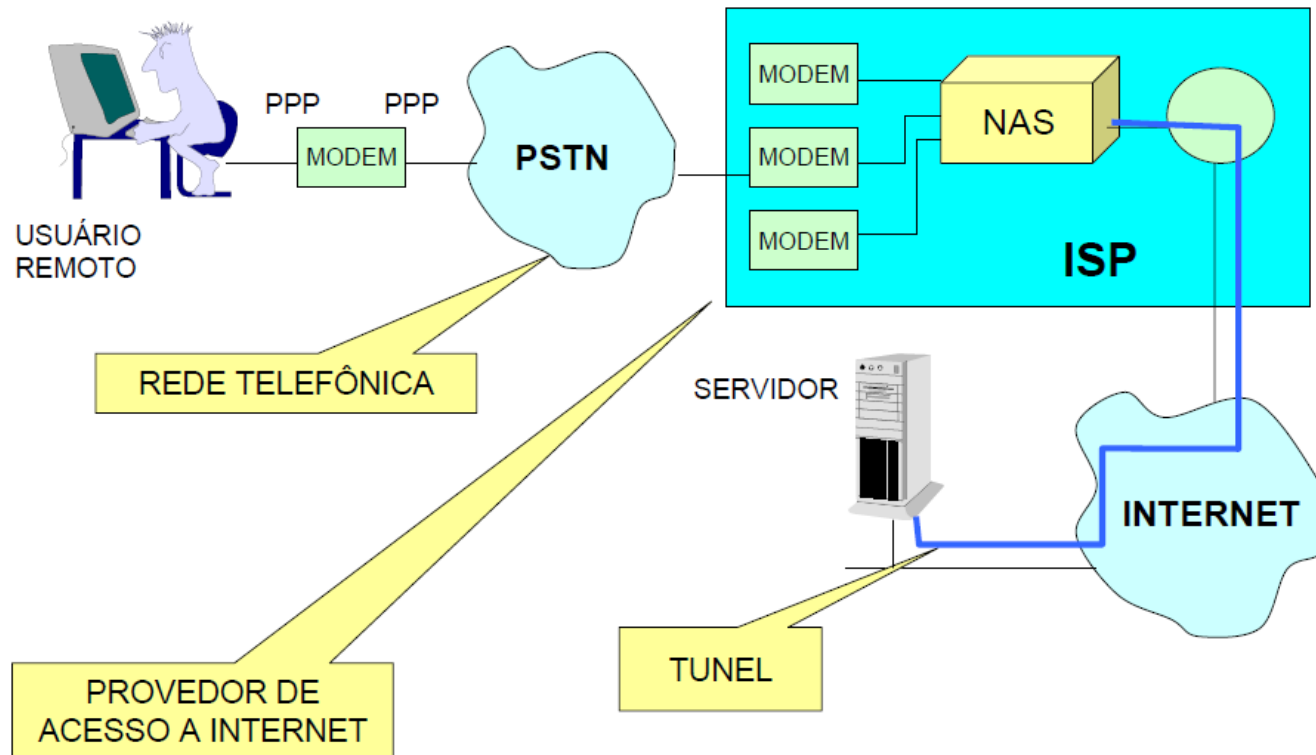 PPP
PPP
MODEM
USUÁRIO
REMOTO
PSTN
MODEM
MODEM
MODEM
NAS
ISP
REDE TELEFÔNICA
SERVIDOR
INTERNET
TUNEL
PROVEDOR DE
ACESSO A INTERNET